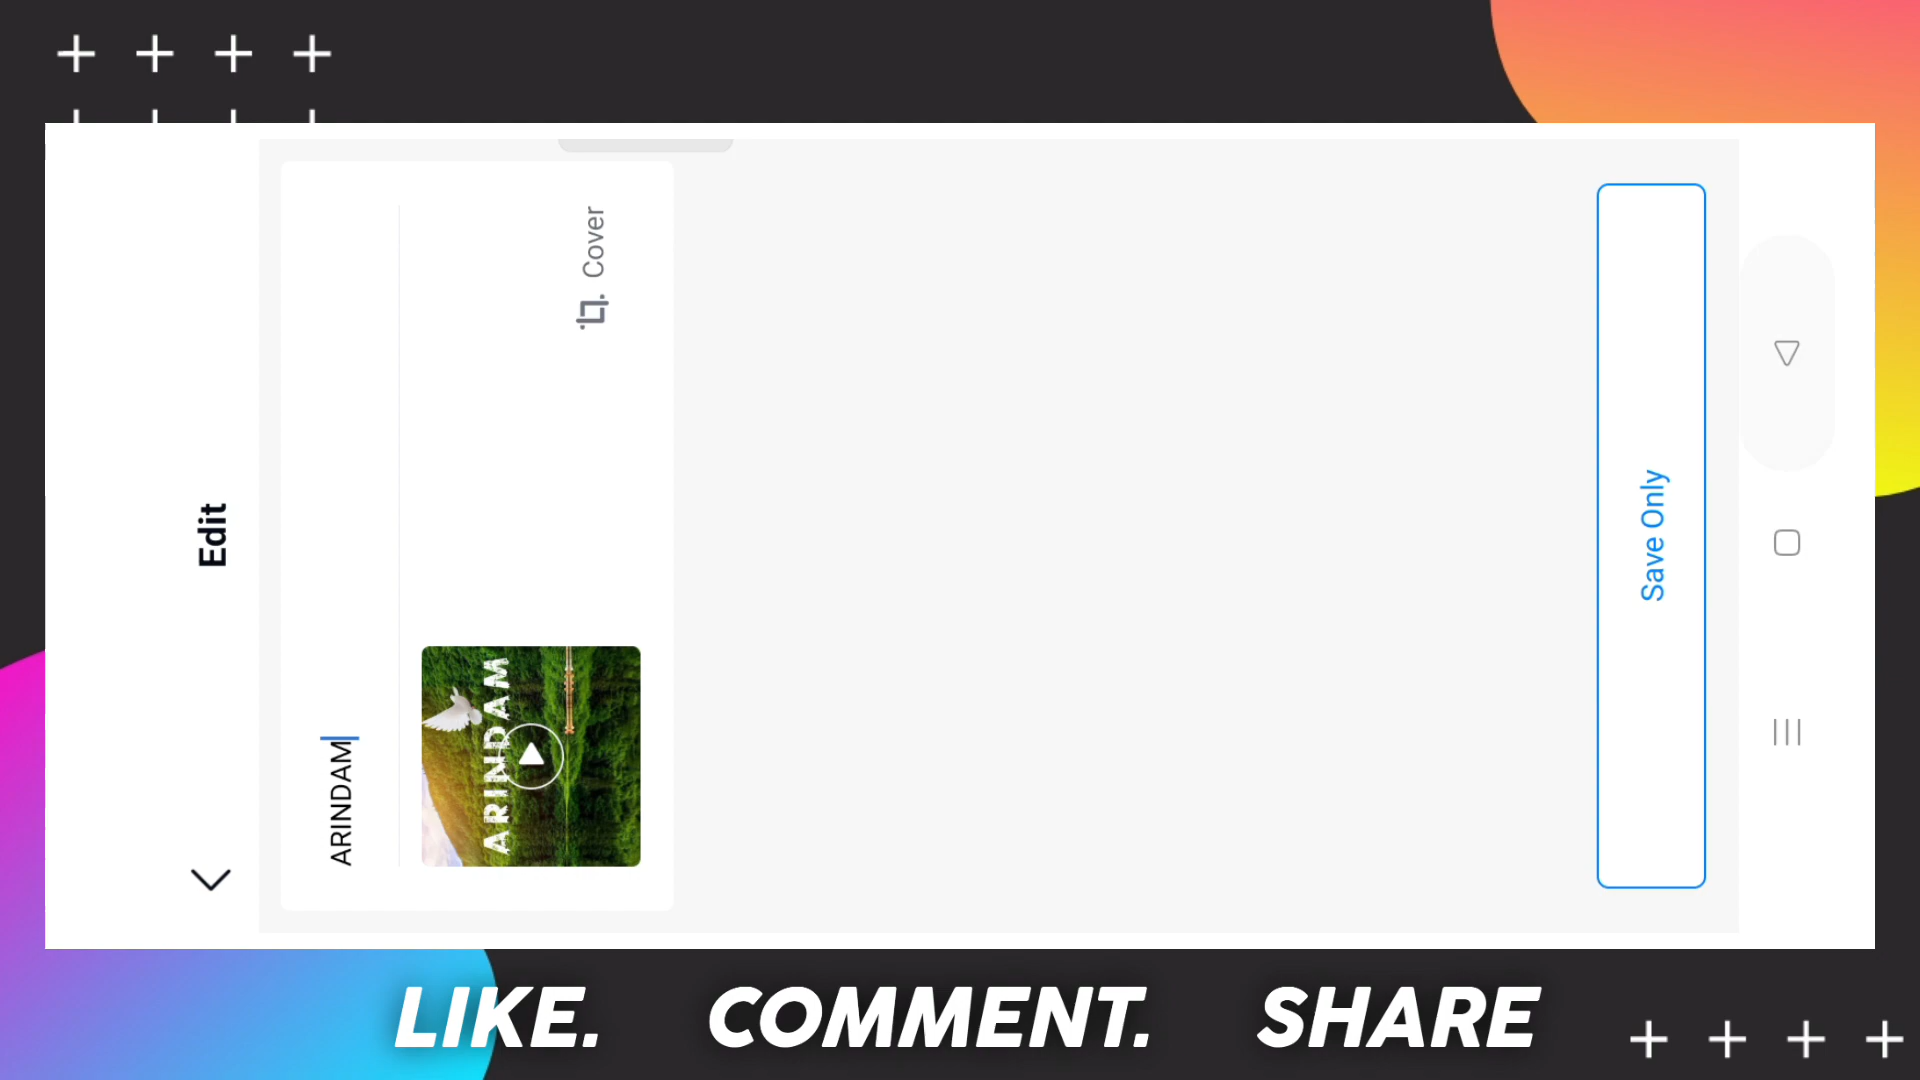 Edit
ARINDAM
ARINDAM
Cover
Save Only
LIKE. COMMENT. SHARE